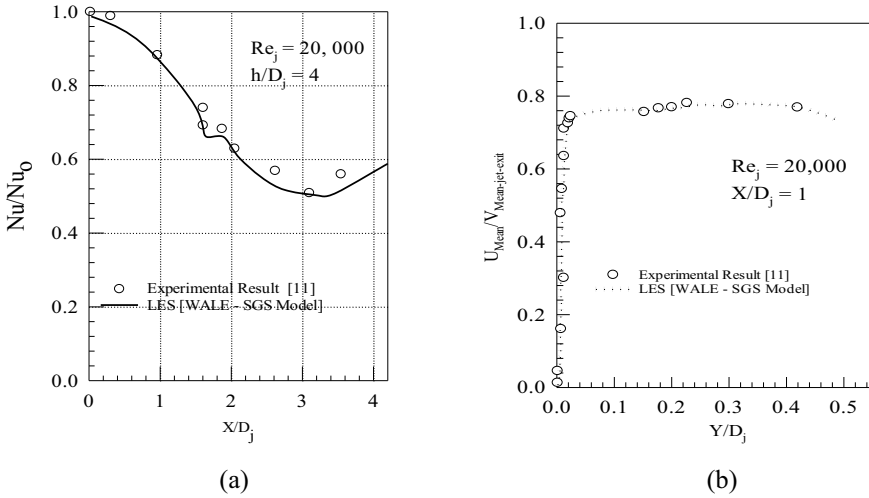 1.0
0.8
0.6
0.4
0.2
0.0
Nu/Nu0
Rej = 20, 000
h/Dj = 4
Experimental Result [11]
LES [WALE - SGS Model]
0 1 2 3 4
X/Dj
(a)
1.0
0.8
0.6
0.4
0.2
0.0
UMean/VMean-jet-exit
Rej = 20,000
X/Dj = 1
Experimental Result [11]
LES [WALE - SGS Model]
0.0 0.1 0.2 0.3 0.4 0.5
Y/Dj
(b)